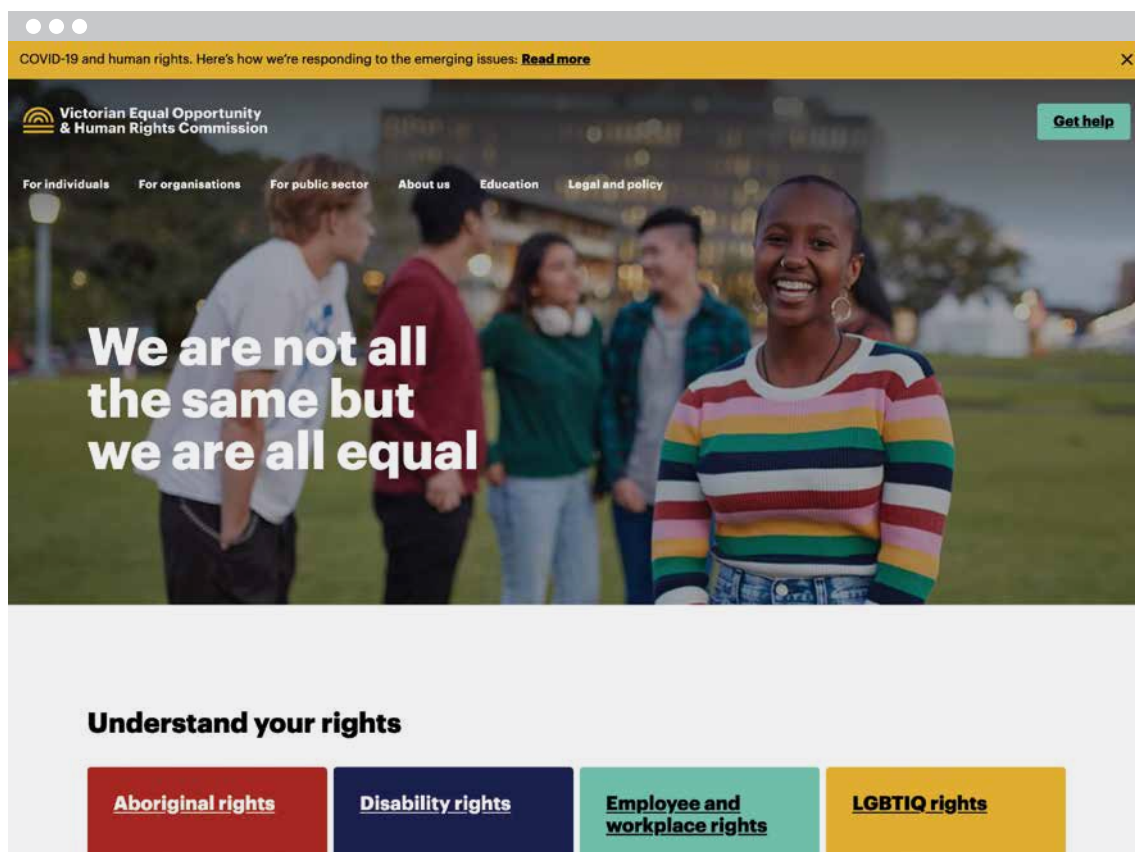 COVID-19 and human rights. Here's how we're responding to the emerging issues: Read more
Victorian Equal Opportunity
& Human Rights Commission
Get help
For individuals
For organisations
For public sector
About us
Education
Legal and policy
We are not all
the same but
we are all equal
Understand your rights
Aboriginal rights
Disability rights
Employee and
workplace rights
LGBTIQ rights